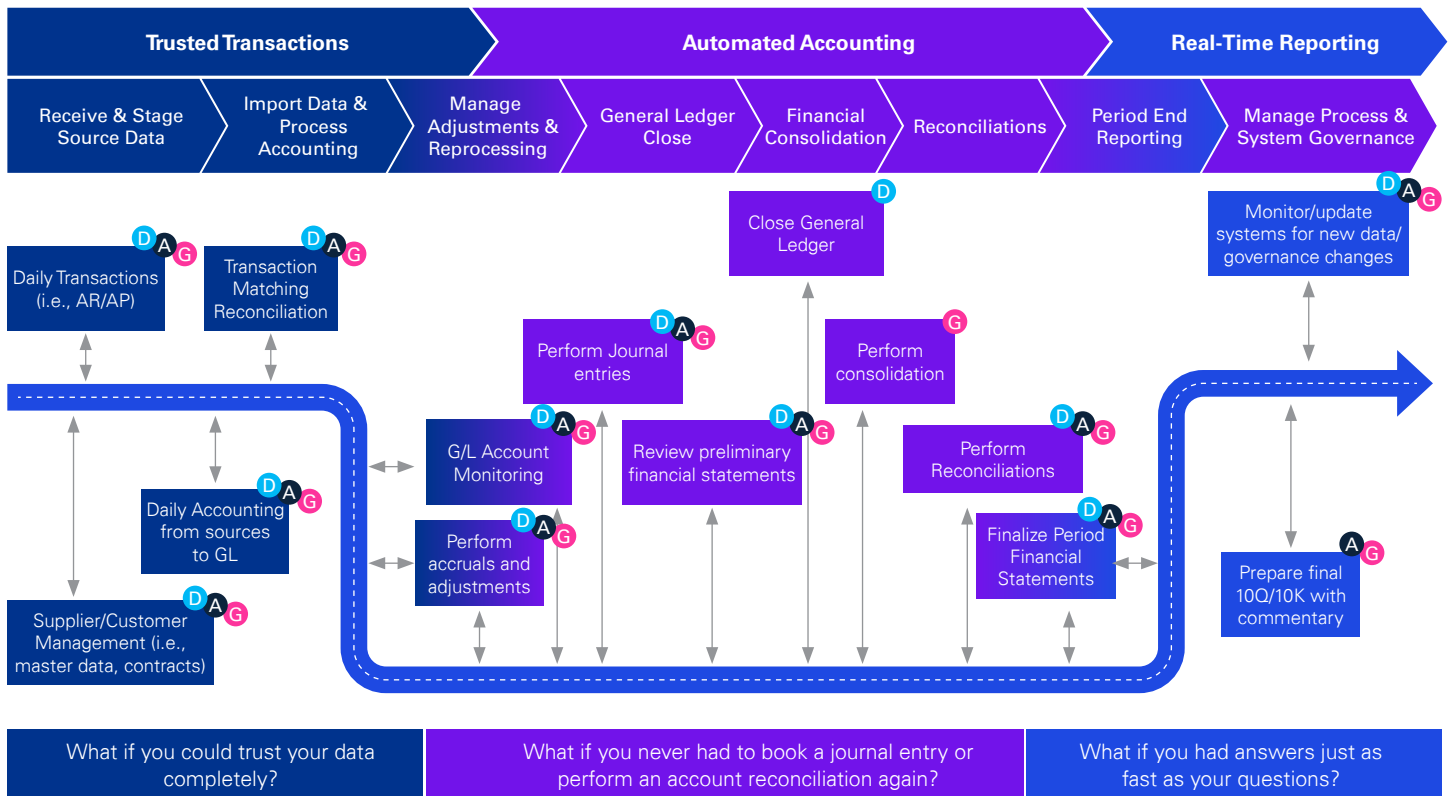 Trusted Transactions
Automated Accounting
Real-Time Reporting
Receive & Stage
Source Data
Import Data &
Process
Accounting
Manage
Adjustments &
Reprocessing
General Ledger
Close
Financial
Consolidation
Reconciliations
Period End
Reporting
Manage Process &
System Governance
D A G
Daily Transactions
(i.e., AR/AP)
D A G
Transaction
Matching
Reconciliation
D A G
Daily Accounting
from sources
to GL
D A G
Supplier/Customer
Management (i.e.,
master data, contracts)
D A G
G/L Account
Monitoring
D A G
Perform
accruals and
adjustments
D A G
Perform Journal
entries
D A G
Review preliminary
financial statements
D
Close General
Ledger
G
Perform
consolidation
D A G
Perform
Reconciliations
D A G
Finalize Period
Financial
Statements
D A G
Monitor/update
systems for new data/
governance changes
A G
Prepare final
10Q/10K with
commentary
What if you could trust your data
completely?
What if you never had to book a journal entry or
perform an account reconciliation again?
What if you had answers just as
fast as your questions?